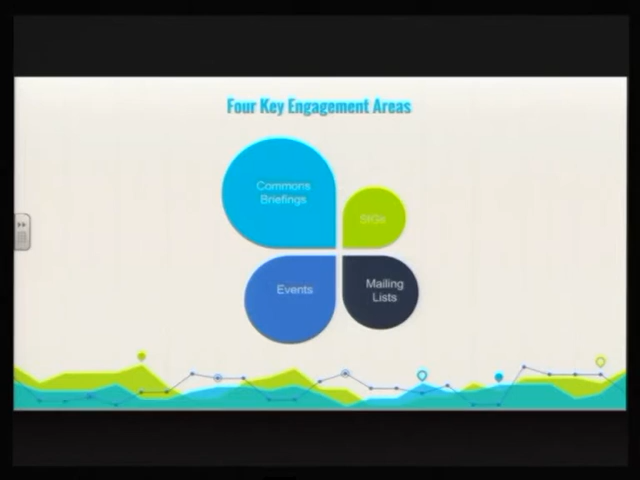 Four Key Engagement Areas
Commons
Briefings
SIGs
Events
Mailing
Lists